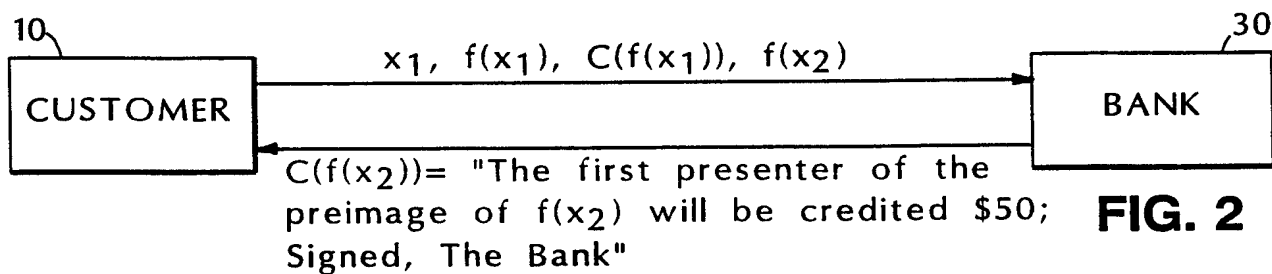 10
30
x1, f(x1), C(f(x1)), f(x2)
CUSTOMER
BANK
C(f(x2))= "The first presenter of the
preimage of f(x2) will be credited $50;
Signed, The Bank"
FIG. 2